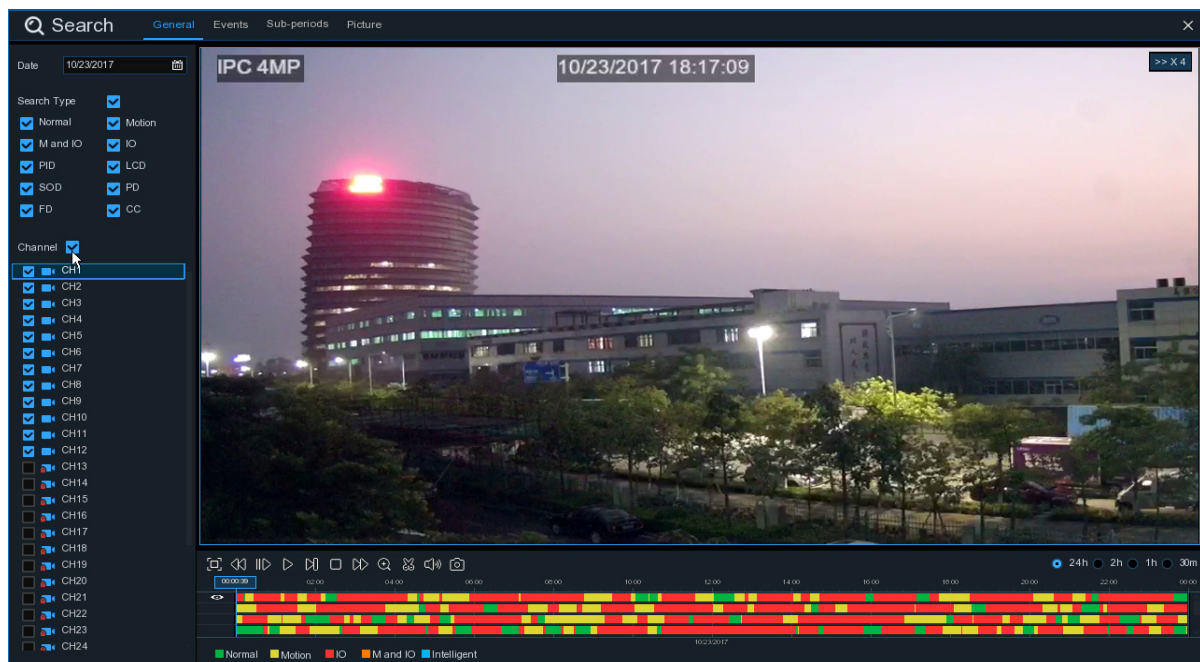 Search General Events Sub-periods Picture
Date 10/23/2017
Search Type
Normal Motion
M and IO IO
PID LCD
SOD PD
FD CC
Channel
CH1
CH2
CH3
CH4
CH5
CH6
CH7
CH8
CH9
CH10
CH11
CH12
CH13
CH14
CH15
CH16
CH17
CH18
CH19
CH20
CH21
CH22
CH23
CH24
IPC 4MP 10/23/2017 18:17:09 >> X 4
24h 2h 1h 30m
00:00:39 02:00 04:00 06:00 08:00 10:00 12:00 14:00 16:00 18:00 20:00 22:00 00:00
10/23/2017
Normal Motion IO M and IO Intelligent